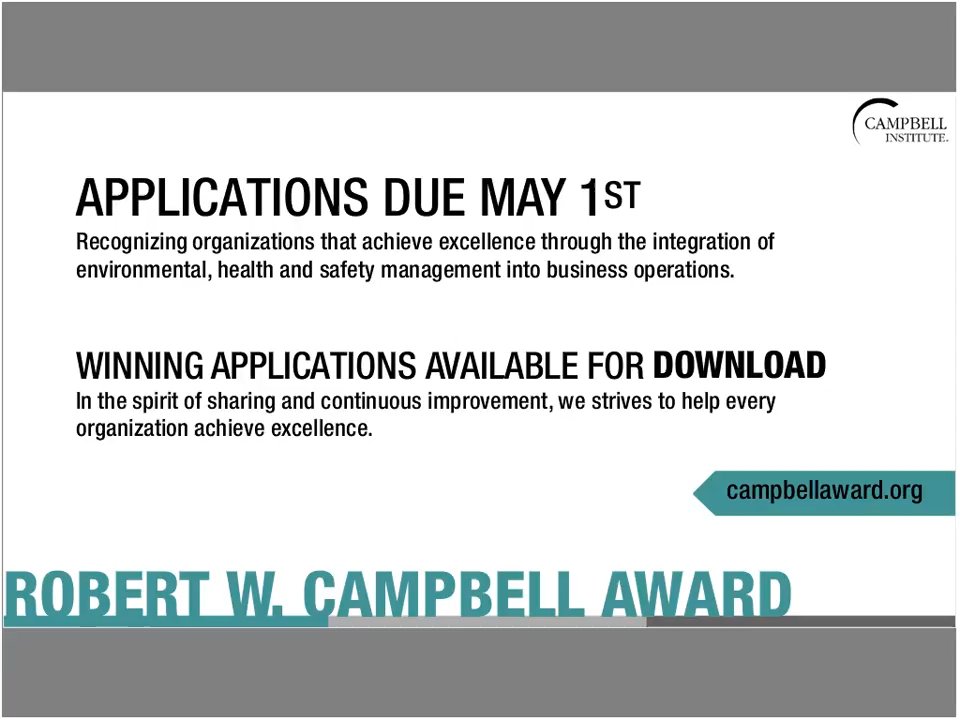 CAMPBELL
INSTITUTE.
APPLICATIONS DUE MAY 1ST
Recognizing organizations that achieve excellence through the integration of
environmental, health and safety management into business operations.
WINNING APPLICATIONS AVAILABLE FOR DOWNLOAD
In the spirit of sharing and continuous improvement, we strives to help every
organization achieve excellence.
campbellaward.org
ROBERT W. CAMPBELL AWARD